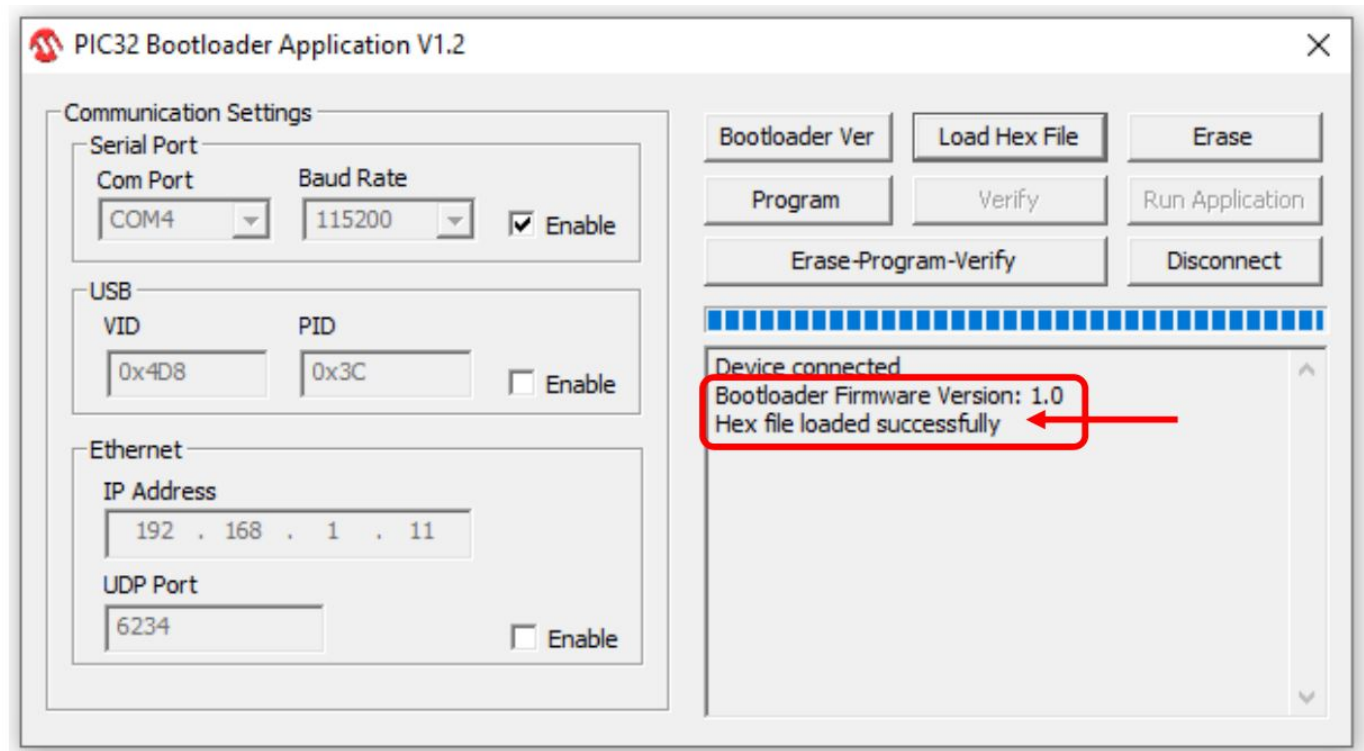 PIC32 Bootloader Application V1.2
Communication Settings
Serial Port
Com Port Baud Rate
COM4 115200 Enable
USB
VID PID
0x4D8 0x3C Enable
Ethernet
IP Address
192 . 168 . 1 . 11
UDP Port
6234 Enable
Bootloader Ver Load Hex File Erase
Program Verify Run Application
Erase-Program-Verify Disconnect
Device connected
Bootloader Firmware Version: 1.0
Hex file loaded successfully